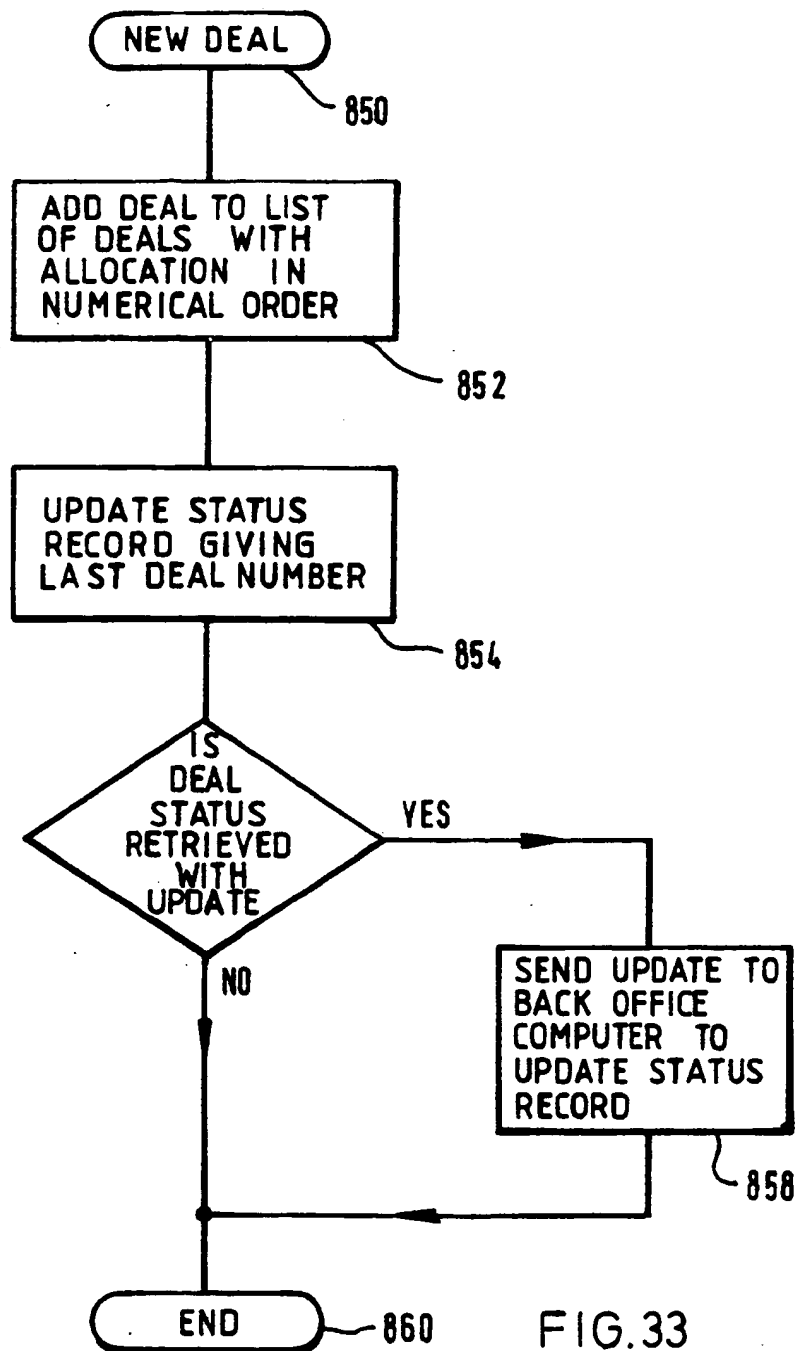 NEW DEAL
850
ADD DEAL TO LIST
OF DEALS WITH
ALLOCATION IN
NUMERICAL ORDER
852
UPDATE STATUS
RECORD GIVING
LAST DEAL NUMBER
854
IS
DEAL
STATUS
RETRIEVED
WITH
UPDATE
YES
NO
SEND UPDATE TO
BACK OFFICE
COMPUTER TO
UPDATE STATUS
RECORD
858
END
860
FIG.33